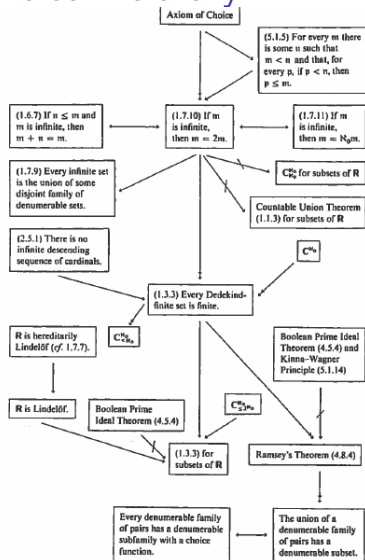 Axiom of Choice
(5.1.5) For every m there
is some n such that
m < n and that, for
every p, if p < n, then
p ≤ m.
(1.6.7) If n ≤ m and
m is infinite, then
m + n = m.
(1.7.10) If m
is infinite,
then m = 2m.
(1.7.11) If m
is infinite,
then m = ℵ₀m.
(1.7.9) Every infinite set
is the union of some
disjoint family of
denumerable sets.
for subsets of R
Countable Union Theorem
(1.1.3) for subsets of R
(2.5.1) There is no
infinite descending
sequence of cardinals.
(1.3.3) Every Dedekind-
finite set is finite.
R is hereditarily
Lindelöf (cf. 1.7.7).
Boolean Prime Ideal
Theorem (4.5.4) and
Kinna–Wagner
Principle (5.1.14)
R is Lindelöf.
Boolean Prime
Ideal Theorem (4.5.4)
(1.3.3) for
subsets of R
Ramsey's Theorem (4.8.4)
Every denumerable family
of pairs has a denumerable
subfamily with a choice
function.
The union of a
denumerable family
of pairs has a
denumerable subset.